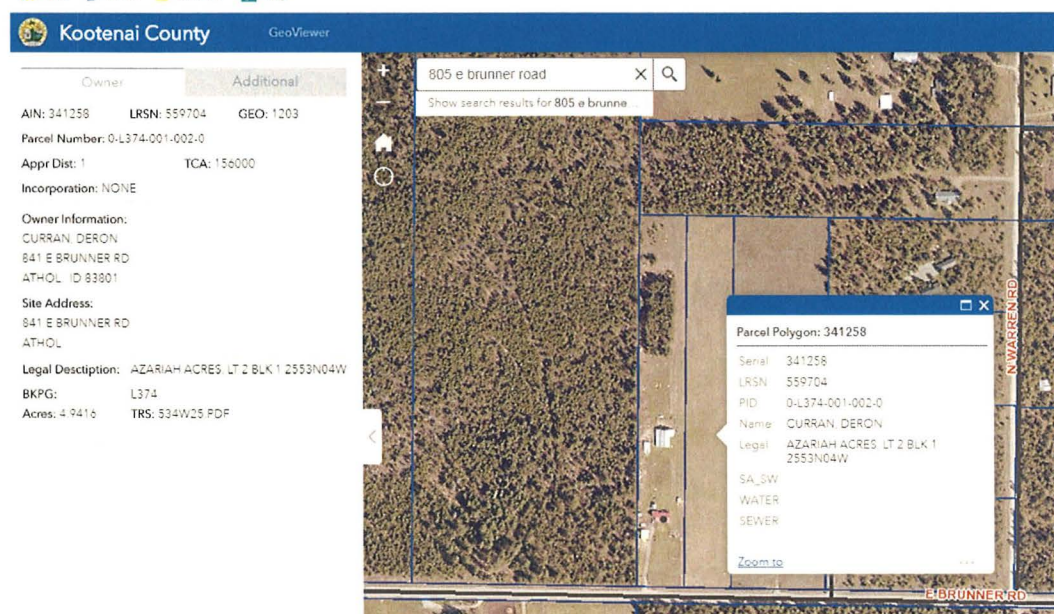 Kootenai County
GeoViewer
Owner
Additional
AIN: 341258 LRSN: 559704 GEO: 1203
Parcel Number: 0-L374-001-002-0
Appr Dist: 1 TCA: 156000
Incorporation: NONE
Owner Information:
CURRAN, DERON
841 E BRUNNER RD
ATHOL ID 83801
Site Address:
841 E BRUNNER RD
ATHOL
Legal Desctiption: AZARIAH ACRES, LT 2 BLK 1 2553N04W
BKPG: L374
Acres: 4.9416 TRS: 534W25.PDF
805 e brunner road
Show search results for 805 e brunne...
Parcel Polygon: 341258
Serial 341258
LRSN 559704
PID 0-L374-001-002-0
Name CURRAN, DERON
Legal AZARIAH ACRES, LT 2 BLK 1
2553N04W
SA_SW
WATER
SEWER
Zoom to
...
N WARREN RD
E BRUNNER RD